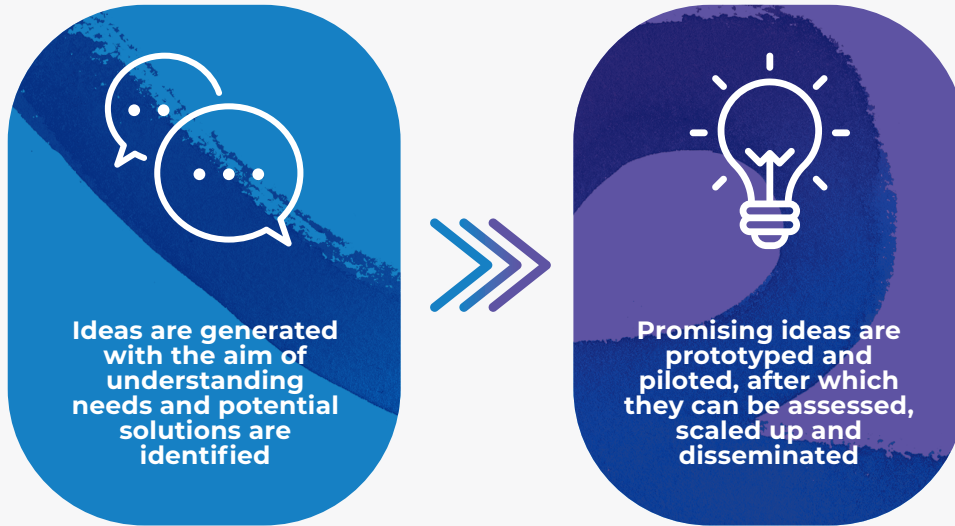 Ideas are generated
with the aim of
understanding
needs and potential
solutions are
identified
Promising ideas are
prototyped and
piloted, after which
they can be assessed,
scaled up and
disseminated